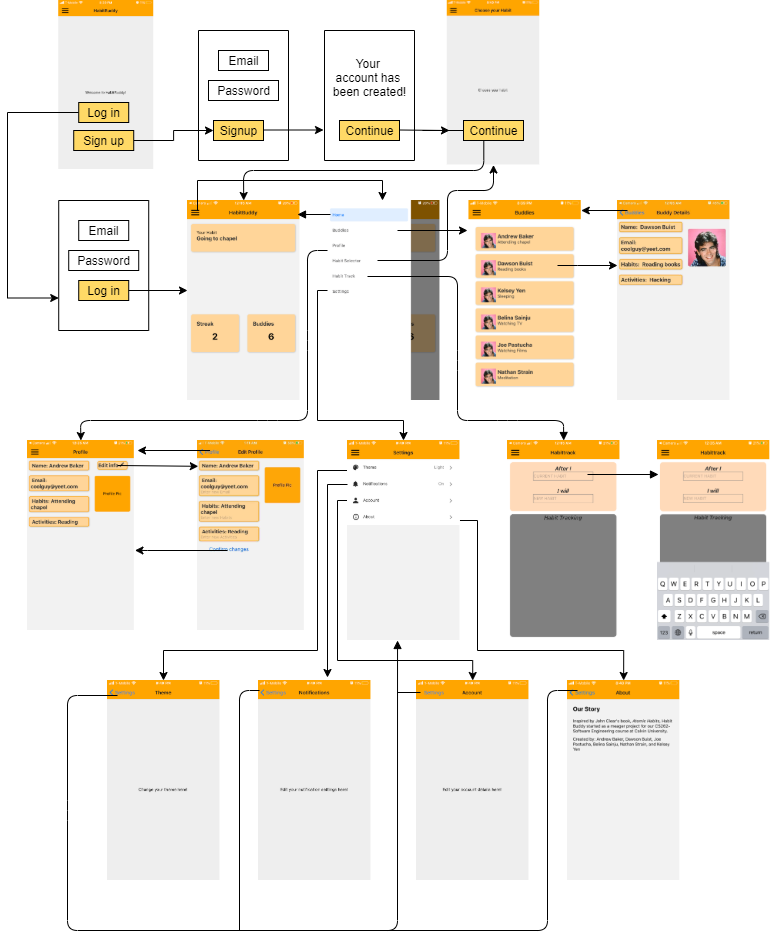 HabitBuddy
Welcome to HabitBuddy!
Log in
Sign up
Email
Password
Signup
Your
account has
been created!
Continue
Choose your Habit
Continue
Email
Password
Log in
HabitBuddy
Your Habit
Going to chapel
Streak
2
Buddies
6
Home
Buddies
Profile
Habit Selector
Habit Track
Settings
Buddies
Andrew Baker
Attending chapel
Dawson Buist
Reading books
Kelsey Yen
Sleeping
Belina Sainju
Watching TV
Joe Pastucha
Watching Films
Nathan Strain
Meditation
Buddies
Buddy Details
Name: Dawson Buist
Email:
coolguy@yeet.com
Habits: Reading books
Activities: Hacking
Profile
Name: Andrew Baker
Edit Info
Email:
coolguy@yeet.com
Habits: Attending
chapel
Activities: Reading
Profile Pic
Profile
Edit Profile
Name: Andrew Baker
Email:
coolguy@yeet.com
Habits: Attending
chapel
Activities: Reading
Confirm changes
Profile Pic
Settings
Theme
Light
Notifications
On
Account
About
HabitTrack
After I
I will
Habit Tracking
HabitTrack
After I
I will
Habit Tracking
Q W E R T Y U I O P
A S D F G H J K L
Z X C V B N M
123
space
return
Settings
Theme
Change your theme here!
Settings
Notifications
Edit your notification settings here!
Settings
Account
Edit your account details here!
Settings
About
Our Story
Inspired by John Clear's book, Atomic Habits, Habit
Buddy started as a meager project for our CS262-
Software Engineering course at Calvin University.
Created by: Andrew Baker, Dawson Buist, Joe
Pastucha, Belina Sainju, Nathan Strain, and Kelsey
Yen